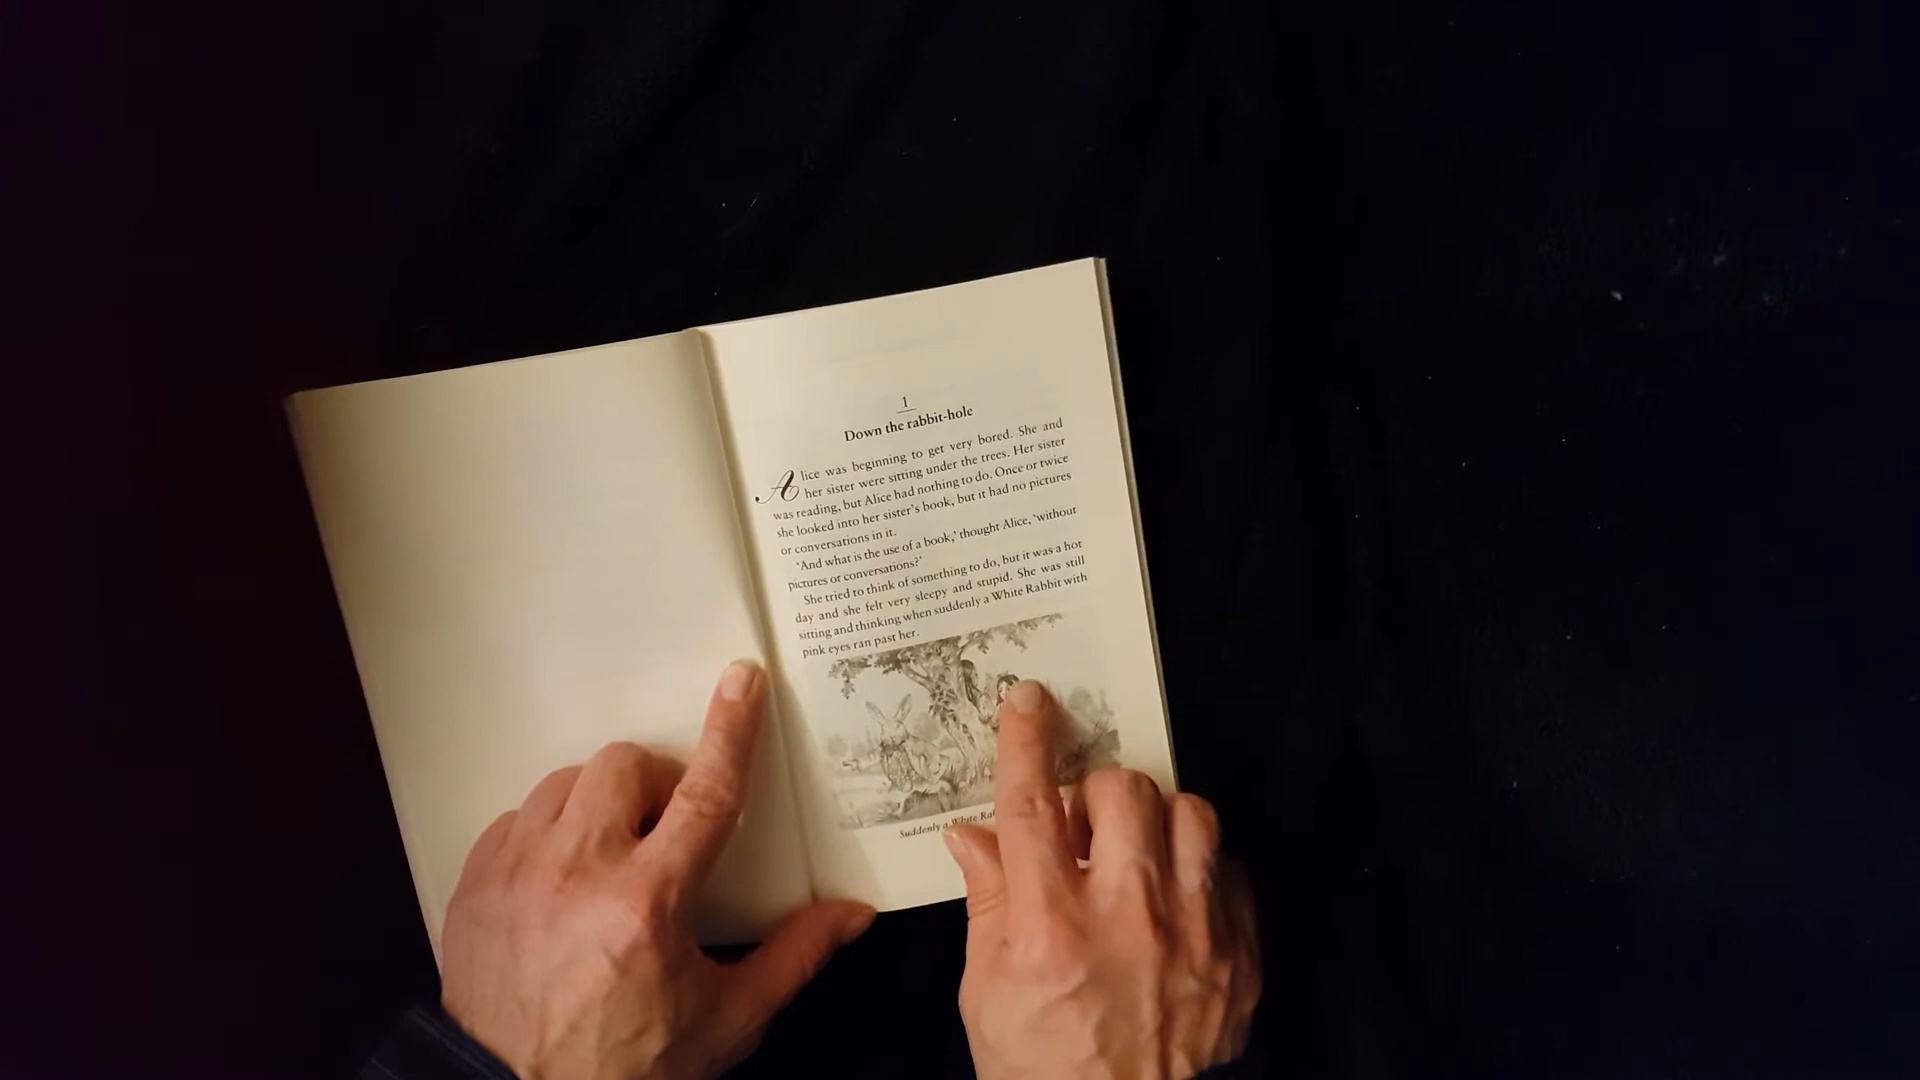 1
Down the rabbit-hole
Alice was beginning to get very bored. She and
her sister were sitting under the trees. Her sister
was reading, but Alice had nothing to do. Once or twice
she looked into her sister's book, but it had no pictures
or conversations in it.
'And what is the use of a book,' thought Alice, 'without
pictures or conversations?'
She tried to think of something to do, but it was a hot
day and she felt very sleepy and stupid. She was still
sitting and thinking when suddenly a White Rabbit with
pink eyes ran past her.
Suddenly a White